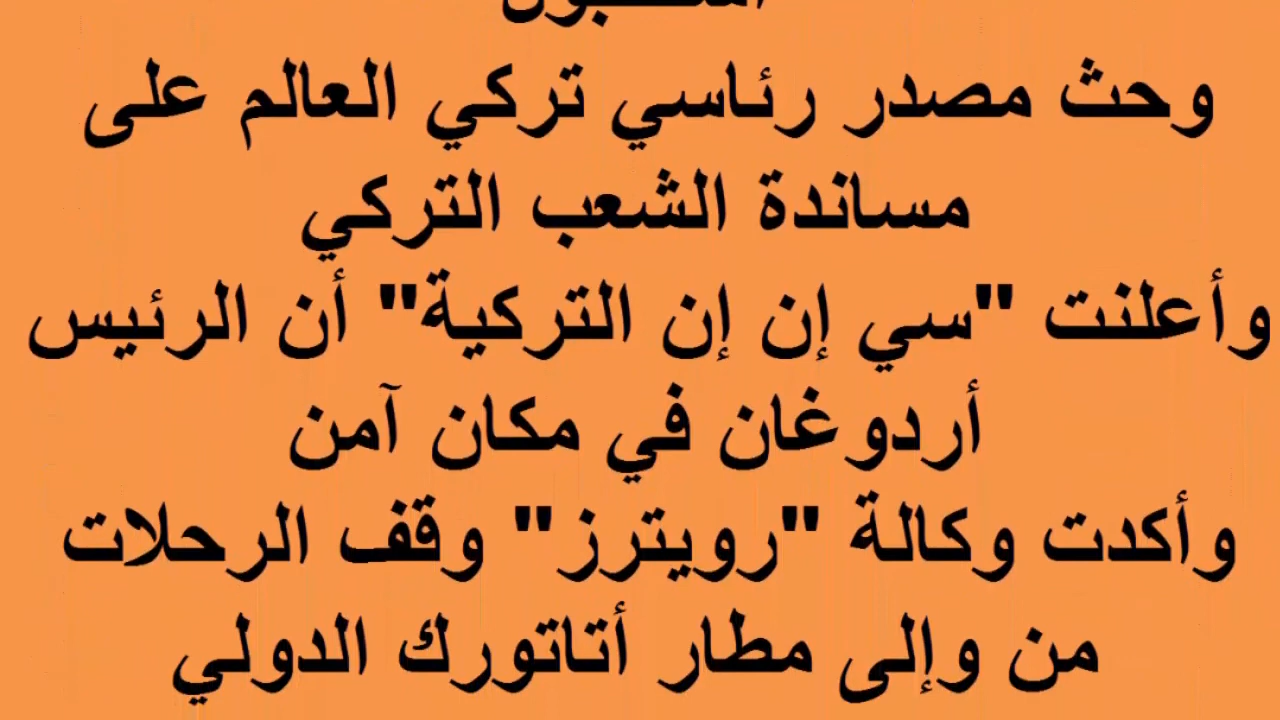 وحث مصدر رئاسي تركي العالم على
مساندة الشعب التركي
وأعلنت "سي إن إن التركية" أن الرئيس
أردوغان في مكان آمن
وأكدت وكالة "رويترز" وقف الرحلات
من وإلى مطار أتاتورك الدولي